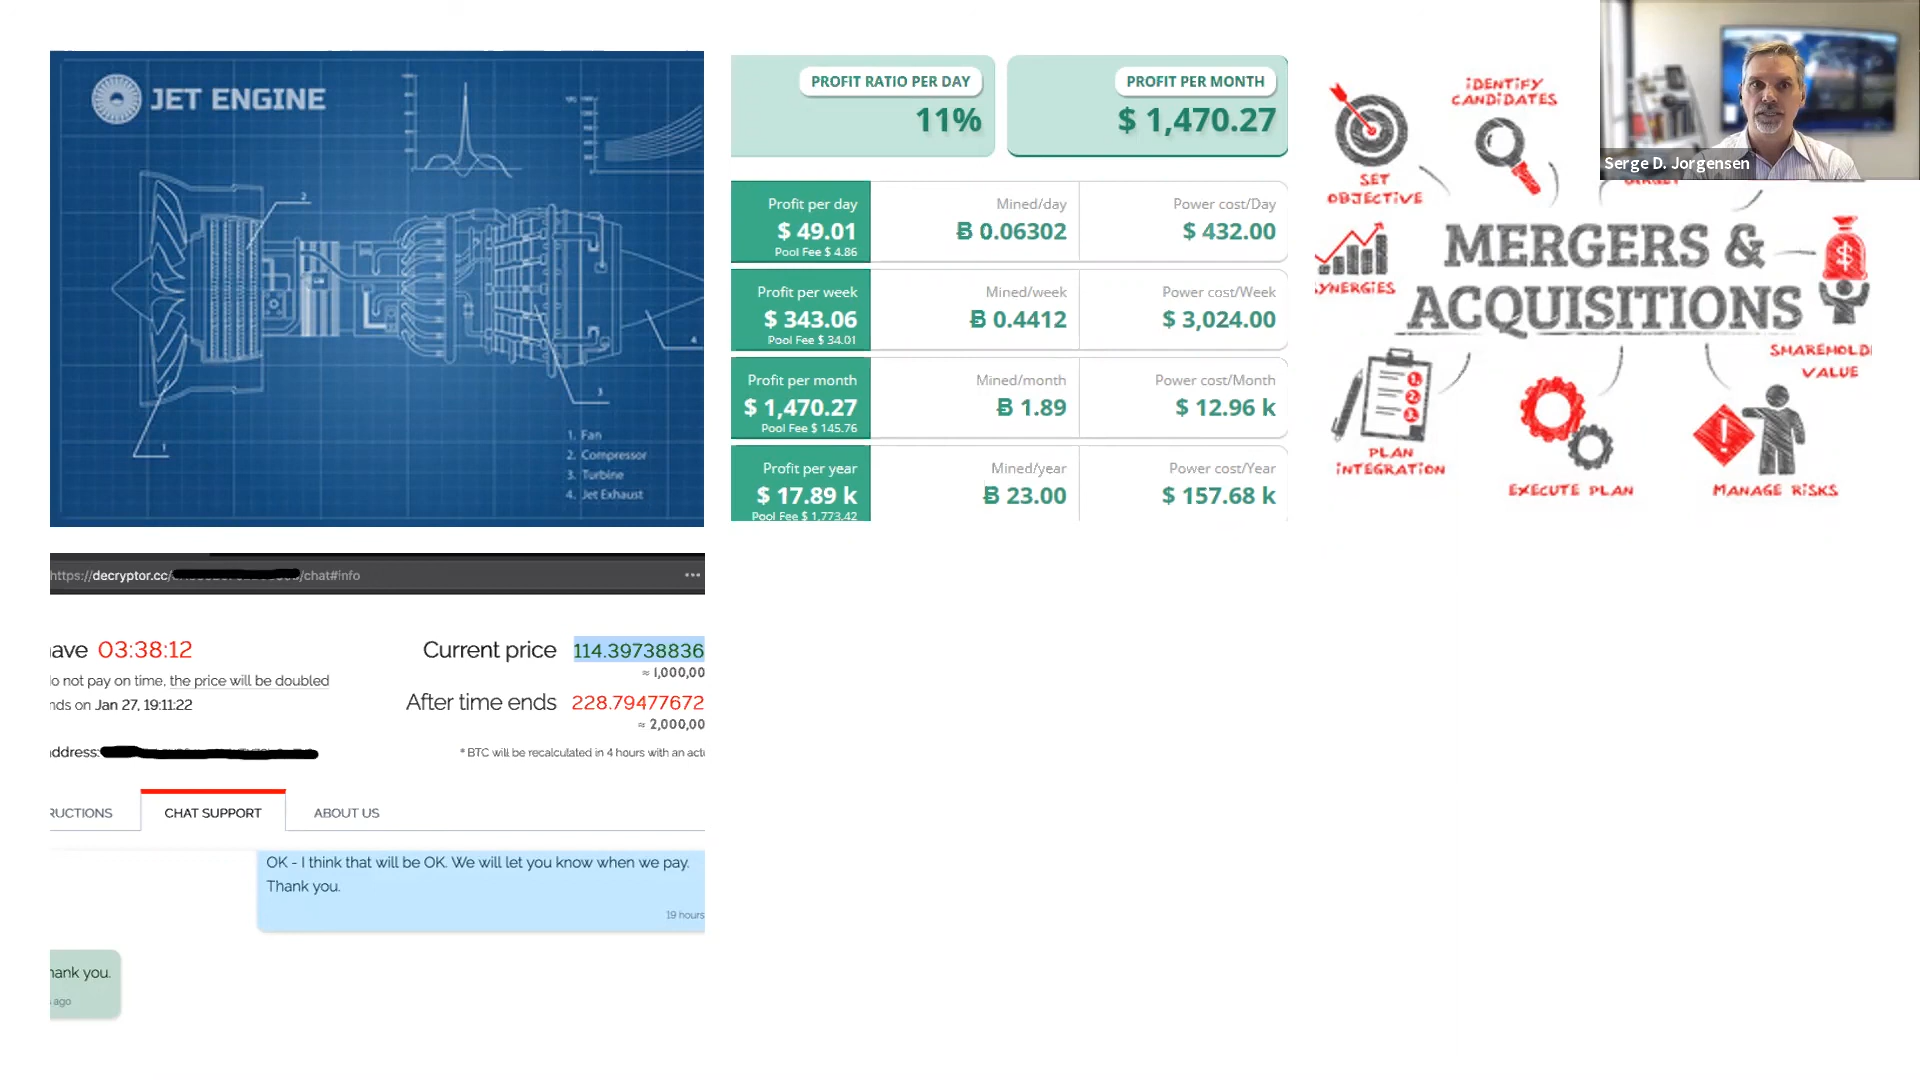 JET ENGINE
2
3
4
1
1. Fan
2. Compressor
3. Turbine
4. Jet Exhaust
PROFIT RATIO PER DAY
11%
PROFIT PER MONTH
$ 1,470.27
Profit per day
$ 49.01
Pool Fee $ 4.86
Mined/day
Ƀ 0.06302
Power cost/Day
$ 432.00
Profit per week
$ 343.06
Pool Fee $ 34.01
Mined/week
Ƀ 0.4412
Power cost/Week
$ 3,024.00
Profit per month
$ 1,470.27
Pool Fee $ 145.76
Mined/month
Ƀ 1.89
Power cost/Month
$ 12.96 k
Profit per year
$ 17.89 k
Pool Fee $ 1,773.42
Mined/year
Ƀ 23.00
Power cost/Year
$ 157.68 k
SET
OBJECTIVE
IDENTIFY
CANDIDATES
TARGET
Serge D. Jorgensen
MERGERS &
ACQUISITIONS
YNERGIES
SHAREHOLD
VALUE
PLAN
INTEGRATION
EXECUTE PLAN
MANAGE RISKS
https://decryptor.cc/
/chat#info
ave 03:38:12
o not pay on time, the price will be doubled
nds on Jan 27, 19:11:22
address:
Current price 114.39738836
≈ 1,000,00
After time ends 228.79477672
≈ 2,000,00
* BTC will be recalculated in 4 hours with an actu
RUCTIONS
CHAT SUPPORT
ABOUT US
OK - I think that will be OK. We will let you know when we pay.
Thank you.
19 hours
hank you.
ago